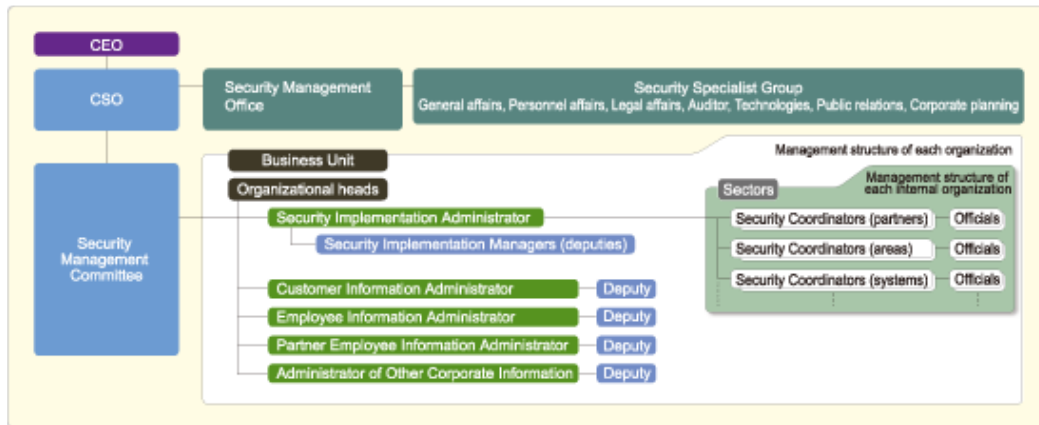 CEO
CSO
Security Management
Office
Security Specialist Group
General affairs, Personnel affairs, Legal affairs, Auditor, Technologies, Public relations, Corporate planning
Management structure of each organization
Business Unit
Organizational heads
Management structure of
each internal organization
Sectors
Security Implementation Administrator
Security Coordinators (partners)
Officials
Security
Management
Committee
Security Implementation Managers (deputies)
Security Coordinators (areas)
Officials
Security Coordinators (systems)
Officials
Customer Information Administrator
Deputy
Employee Information Administrator
Deputy
Partner Employee Information Administrator
Deputy
Administrator of Other Corporate Information
Deputy